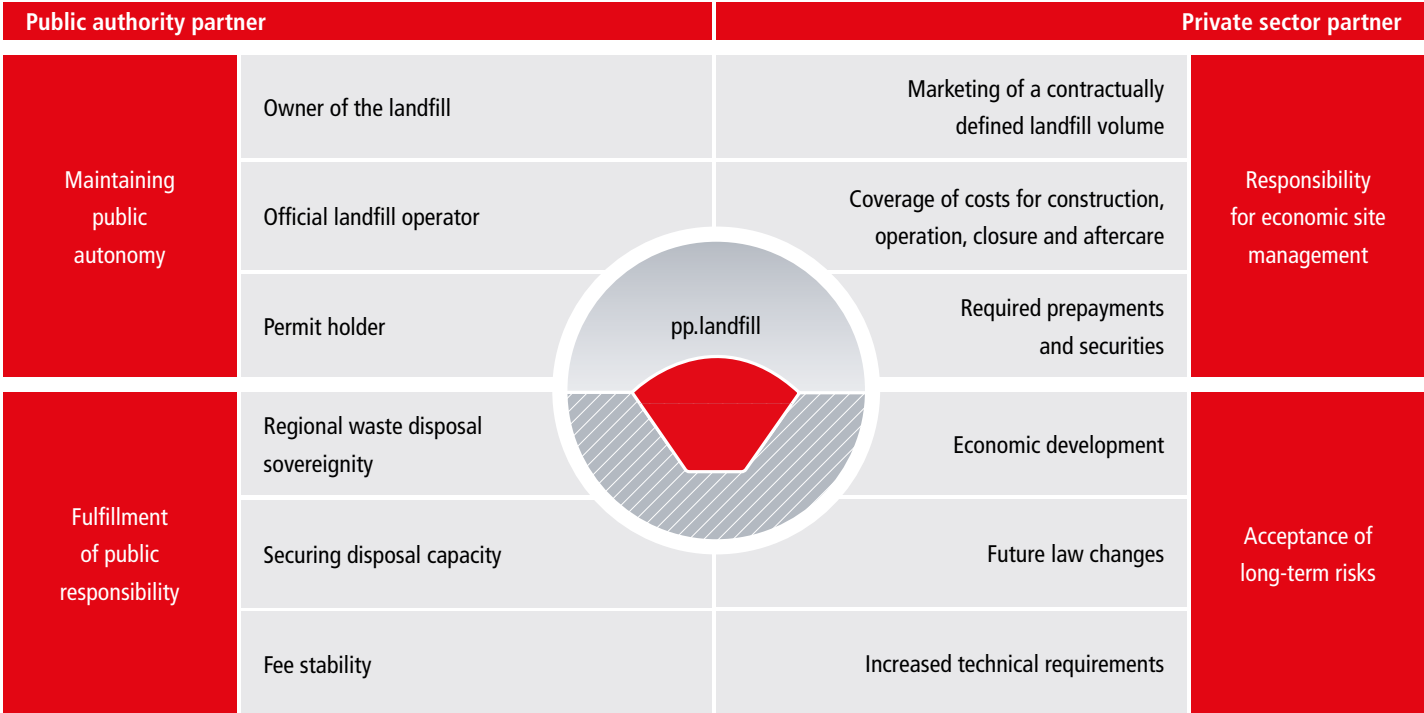 Public authority partner
Private sector partner
Maintaining
public
autonomy
Owner of the landfill
Official landfill operator
Permit holder
Marketing of a contractually
defined landfill volume
Coverage of costs for construction,
operation, closure and aftercare
Required prepayments
and securities
Responsibility
for economic site
management
pp.landfill
Fulfillment
of public
responsibility
Regional waste disposal
sovereignity
Securing disposal capacity
Fee stability
Economic development
Future law changes
Increased technical requirements
Acceptance of
long-term risks